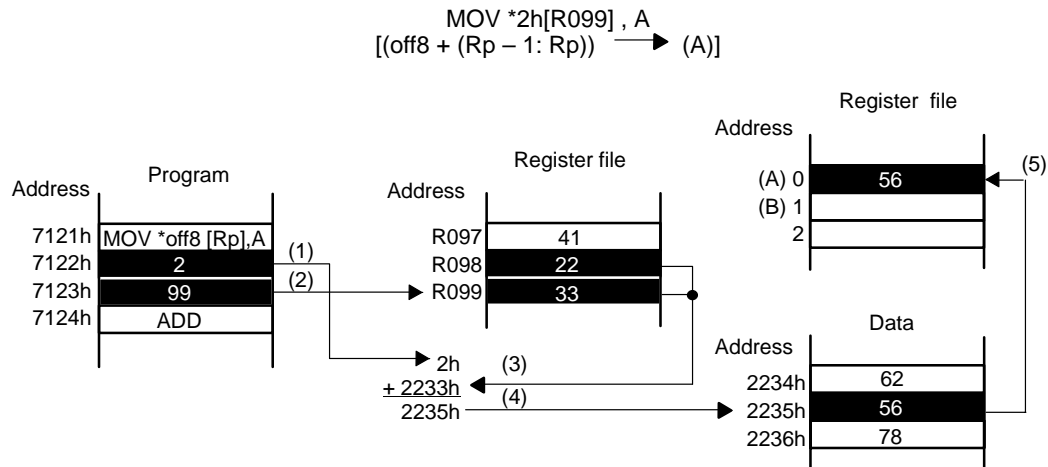 MOV *2h[R099] , A
[(off8 + (Rp – 1: Rp)) (A)]
Register file
Address
(A) 0 56 (5)
(B) 1
2
Program
Address
7121h MOV *off8 [Rp],A
7122h 2 (1)
7123h 99 (2)
7124h ADD
Register file
Address
R097 41
R098 22
R099 33
2h (3)
+ 2233h
2235h (4)
Data
Address
2234h 62
2235h 56
2236h 78